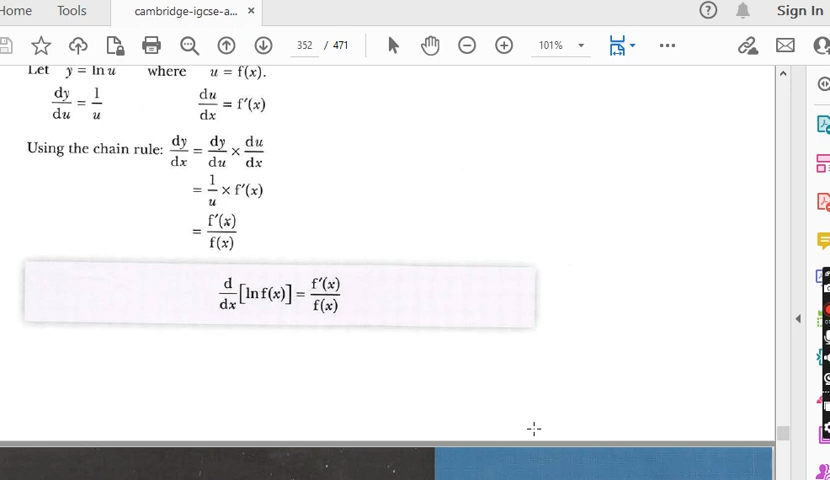 Home Tools cambridge-igcse-a... × Sign In
352 / 471 101%
Let y = ln u where u = f(x).
dy/du = 1/u du/dx = f′(x)
Using the chain rule: dy/dx = dy/du × du/dx
= 1/u × f′(x)
= f′(x)/f(x)
d/dx [ln f(x)] = f′(x)/f(x)